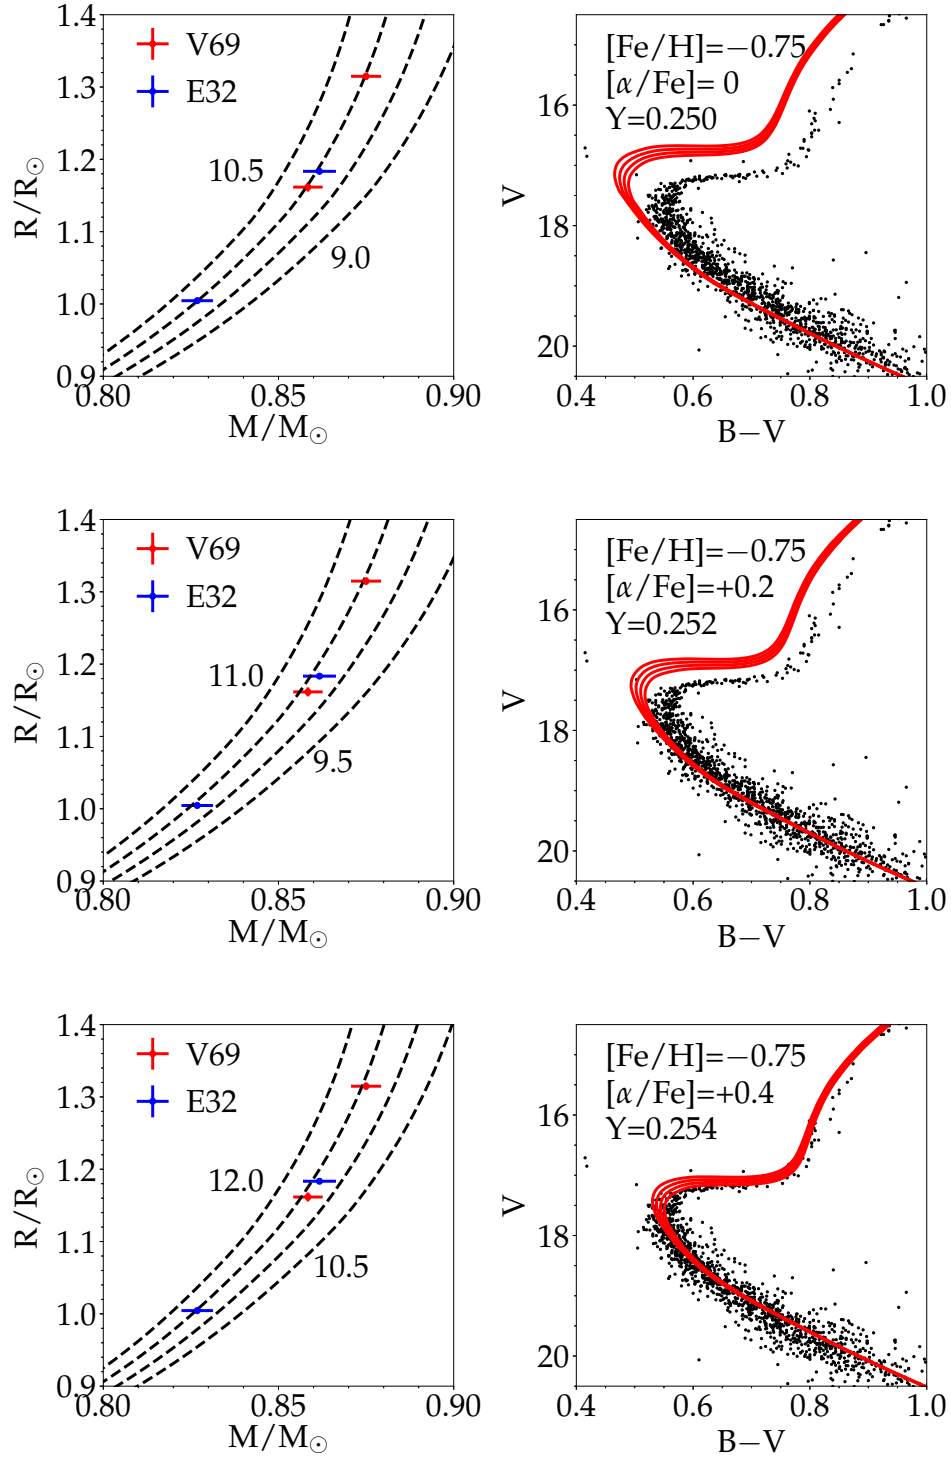 1.4
1.3
1.2
1.1
1.0
0.9
R/R☉
V69
E32
10.5
9.0
0.80
0.85
0.90
M/M☉
16
18
20
V
[Fe/H]=−0.75
[α/Fe]= 0
Y=0.250
0.4
0.6
0.8
1.0
B−V
1.4
1.3
1.2
1.1
1.0
0.9
R/R☉
V69
E32
11.0
9.5
0.80
0.85
0.90
M/M☉
16
18
20
V
[Fe/H]=−0.75
[α/Fe]=+0.2
Y=0.252
0.4
0.6
0.8
1.0
B−V
1.4
1.3
1.2
1.1
1.0
0.9
R/R☉
V69
E32
12.0
10.5
0.80
0.85
0.90
M/M☉
16
18
20
V
[Fe/H]=−0.75
[α/Fe]=+0.4
Y=0.254
0.4
0.6
0.8
1.0
B−V